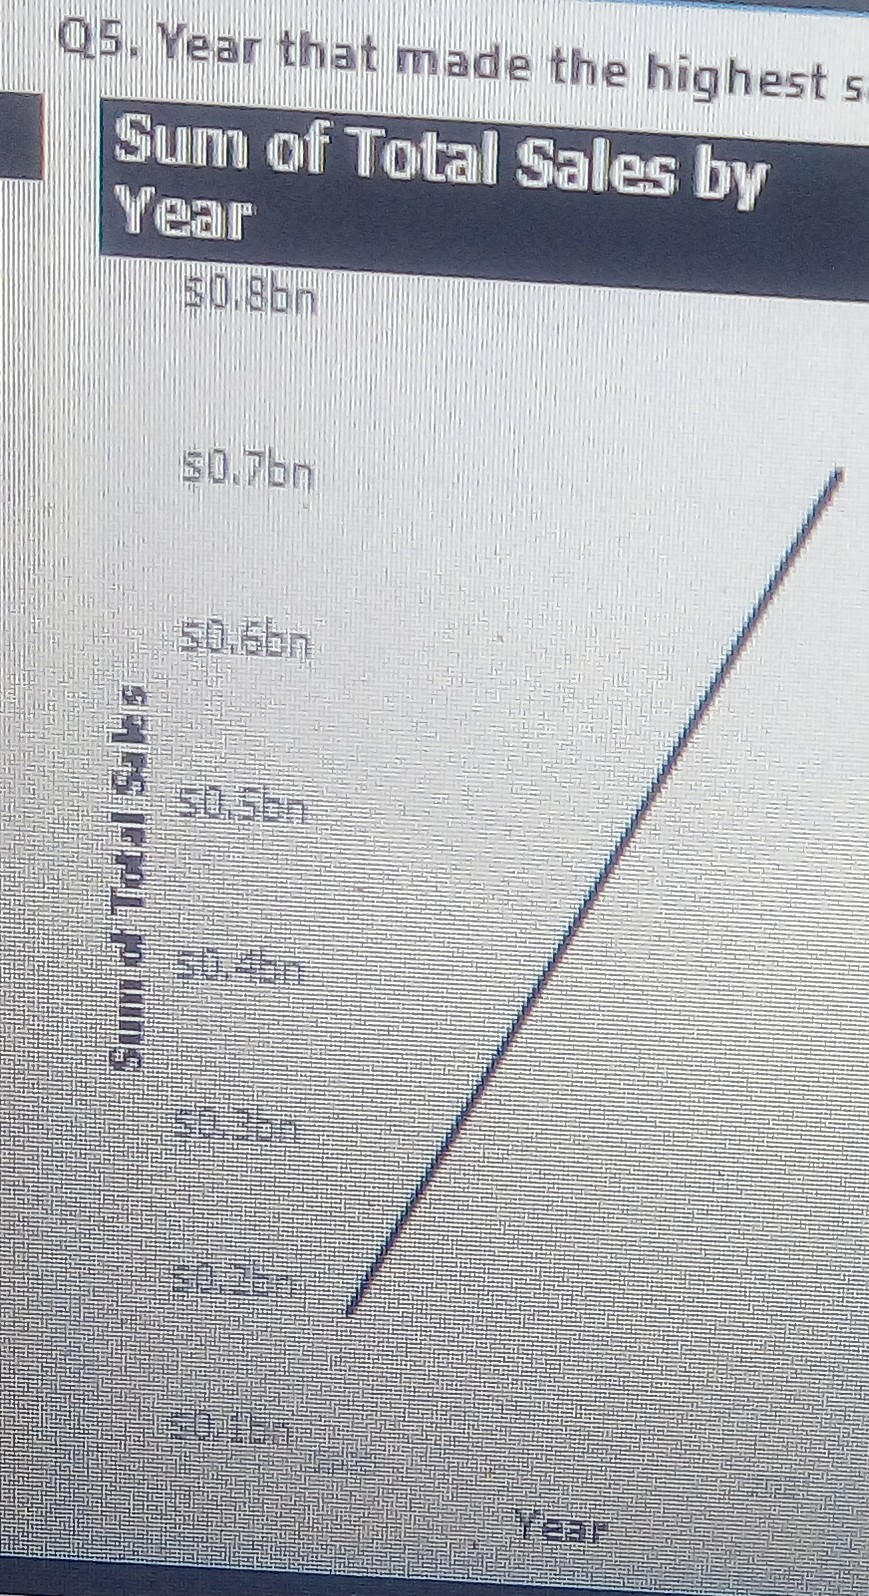 Q5. Year that made the highest
Sum of Total Sales by
Year
$0.8bn
$0.7bn
$0.6bn
$0.5bn
$0.4bn
$0.3bn
$0.2bn
$0.1bn
Sum of Total Sales
Year